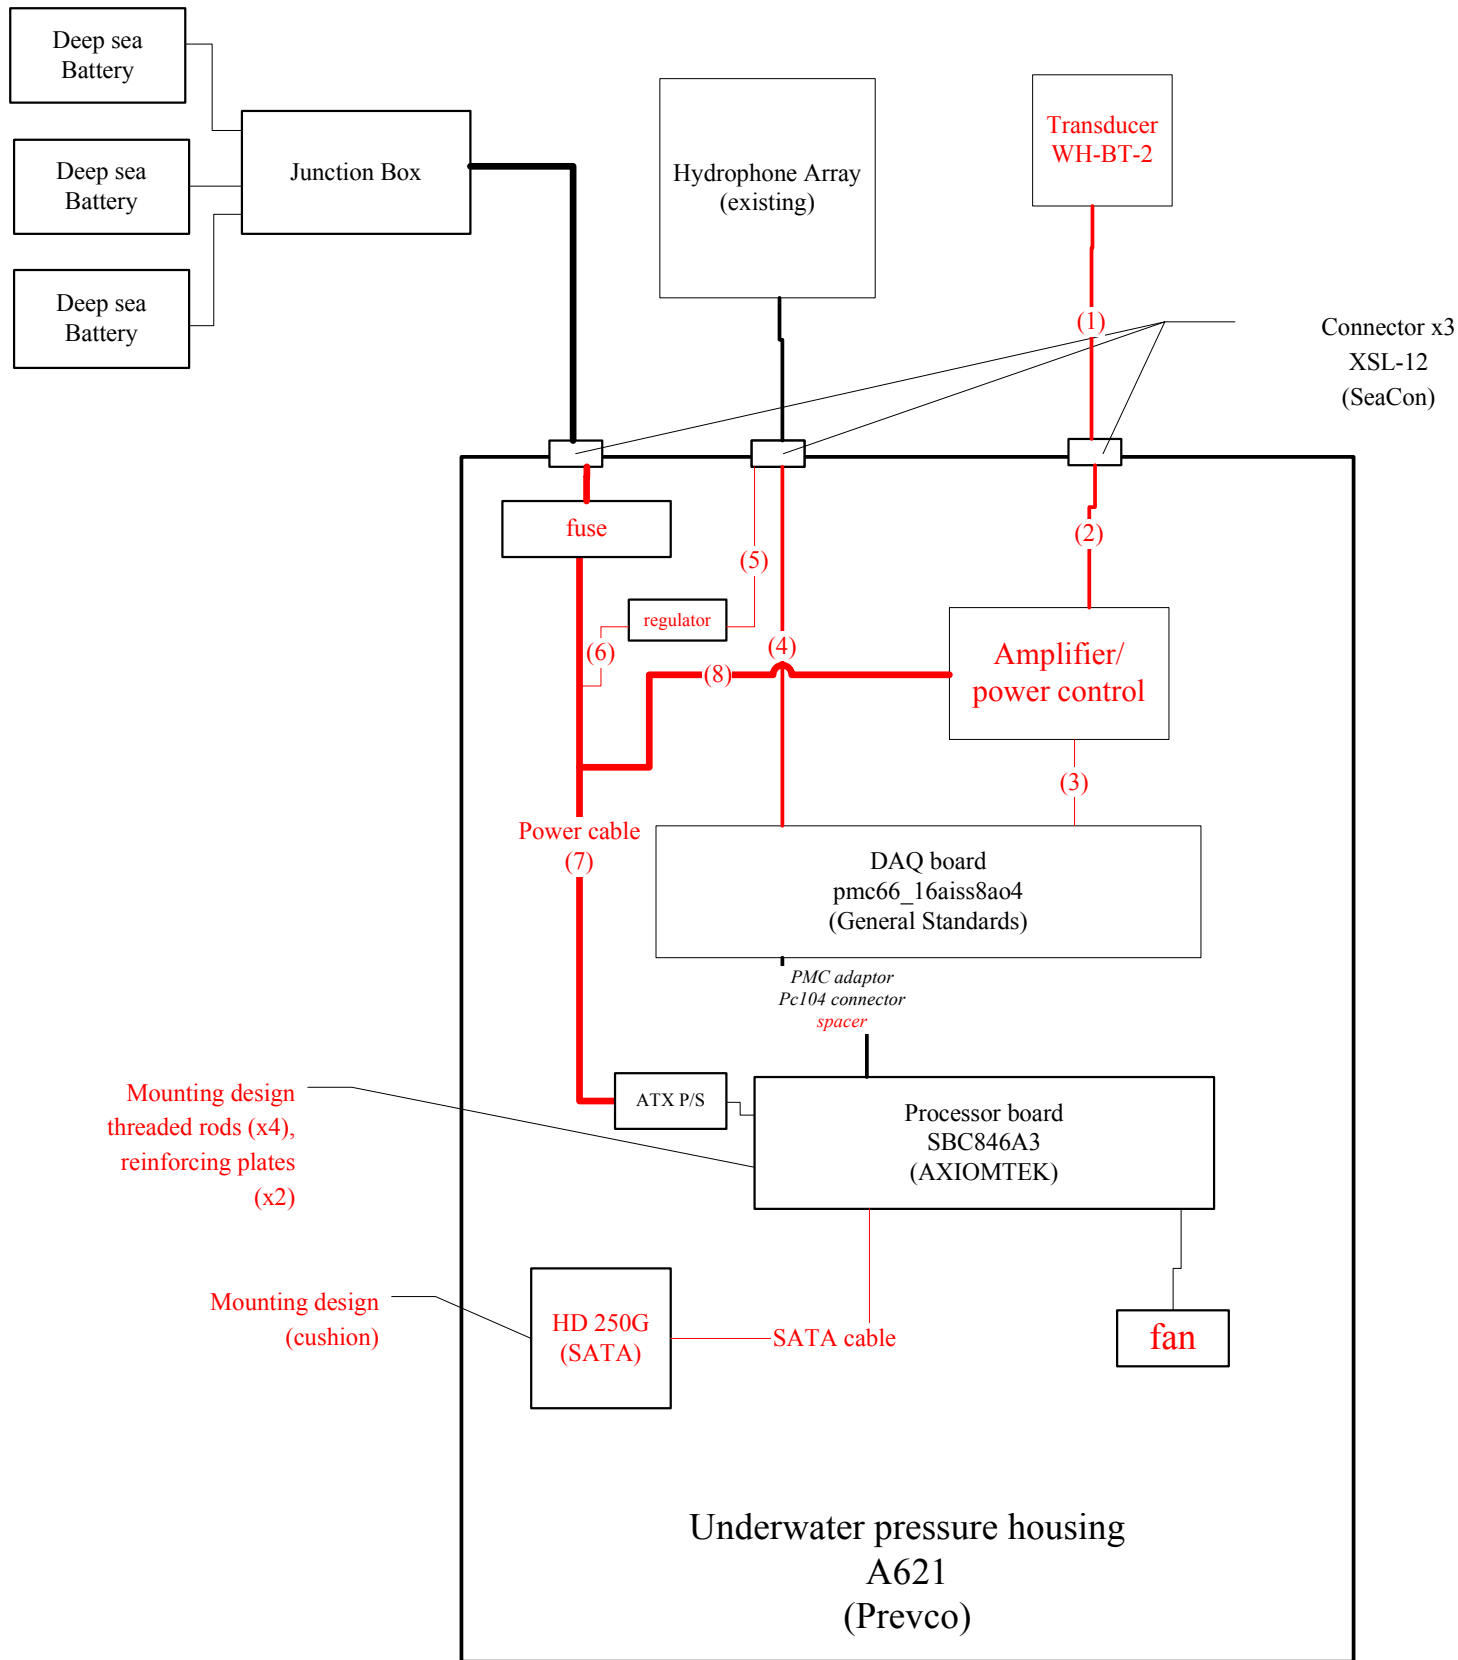 Deep sea
Battery
Deep sea
Battery
Deep sea
Battery
Junction Box
Hydrophone Array
(existing)
Transducer
WH-BT-2
(1)
Connector x3
XSL-12
(SeaCon)
fuse
(2)
(5)
regulator
(6)
(4)
(8)
Amplifier/
power control
(3)
Power cable
(7)
DAQ board
pmc66_16aiss8ao4
(General Standards)
PMC adaptor
Pc104 connector
spacer
Mounting design
threaded rods (x4),
reinforcing plates
(x2)
ATX P/S
Processor board
SBC846A3
(AXIOMTEK)
Mounting design
(cushion)
HD 250G
(SATA)
SATA cable
fan
Underwater pressure housing
A621
(Prevco)